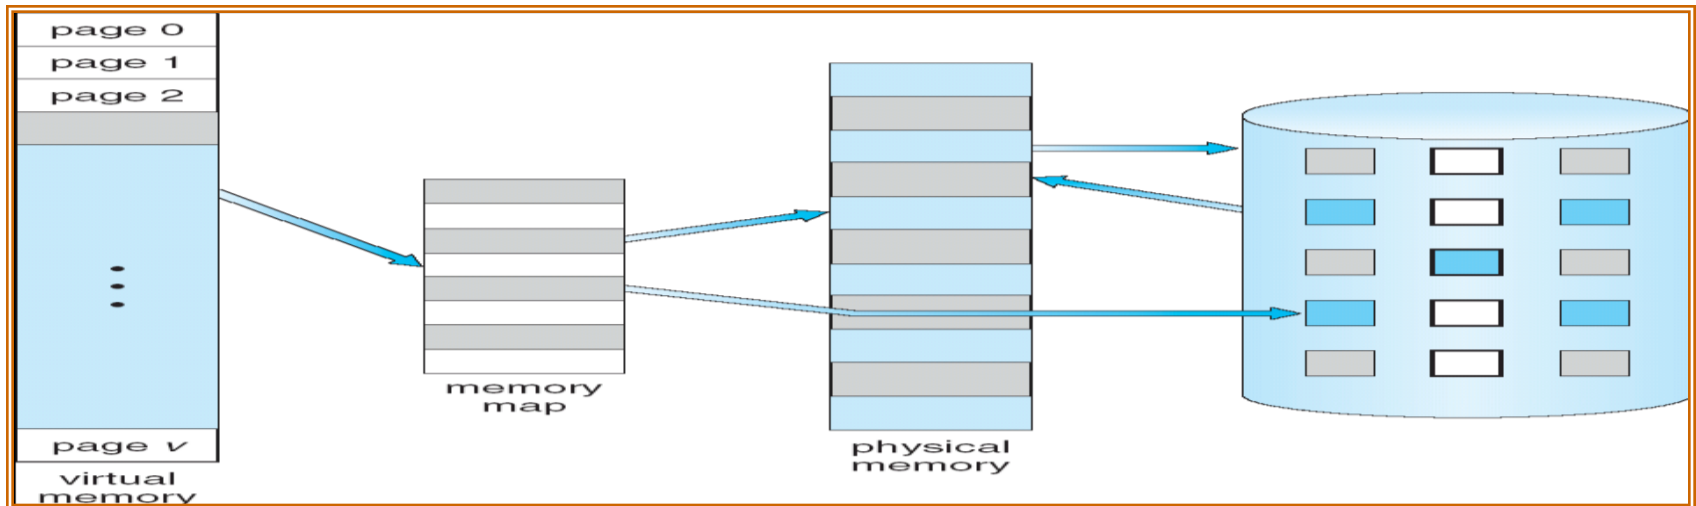 page 0
page 1
page 2
page v
virtual
memory
memory
map
physical
memory